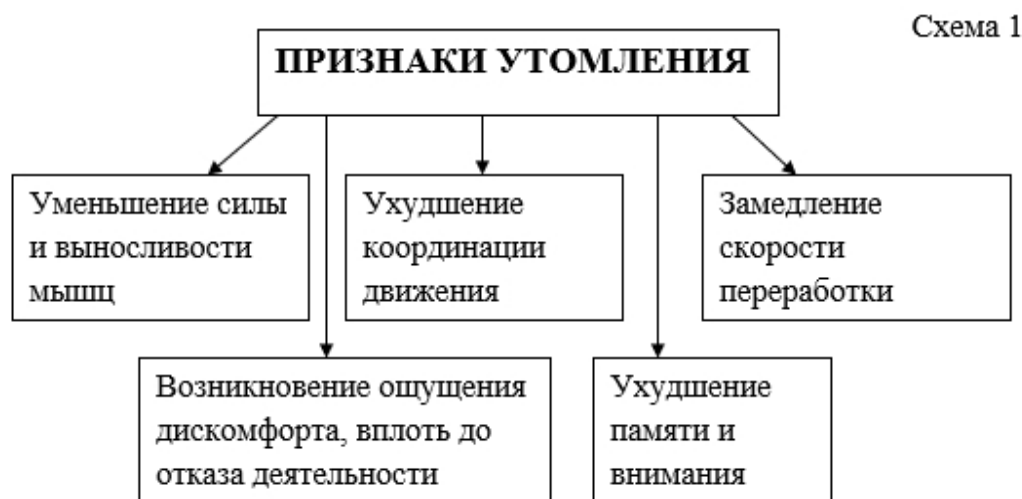 Схема 1
ПРИЗНАКИ УТОМЛЕНИЯ
Уменьшение силы
и выносливости
мышц
Ухудшение
координации
движения
Замедление
скорости
переработки
Возникновение ощущения
дискомфорта, вплоть до
отказа деятельности
Ухудшение
памяти и
внимания